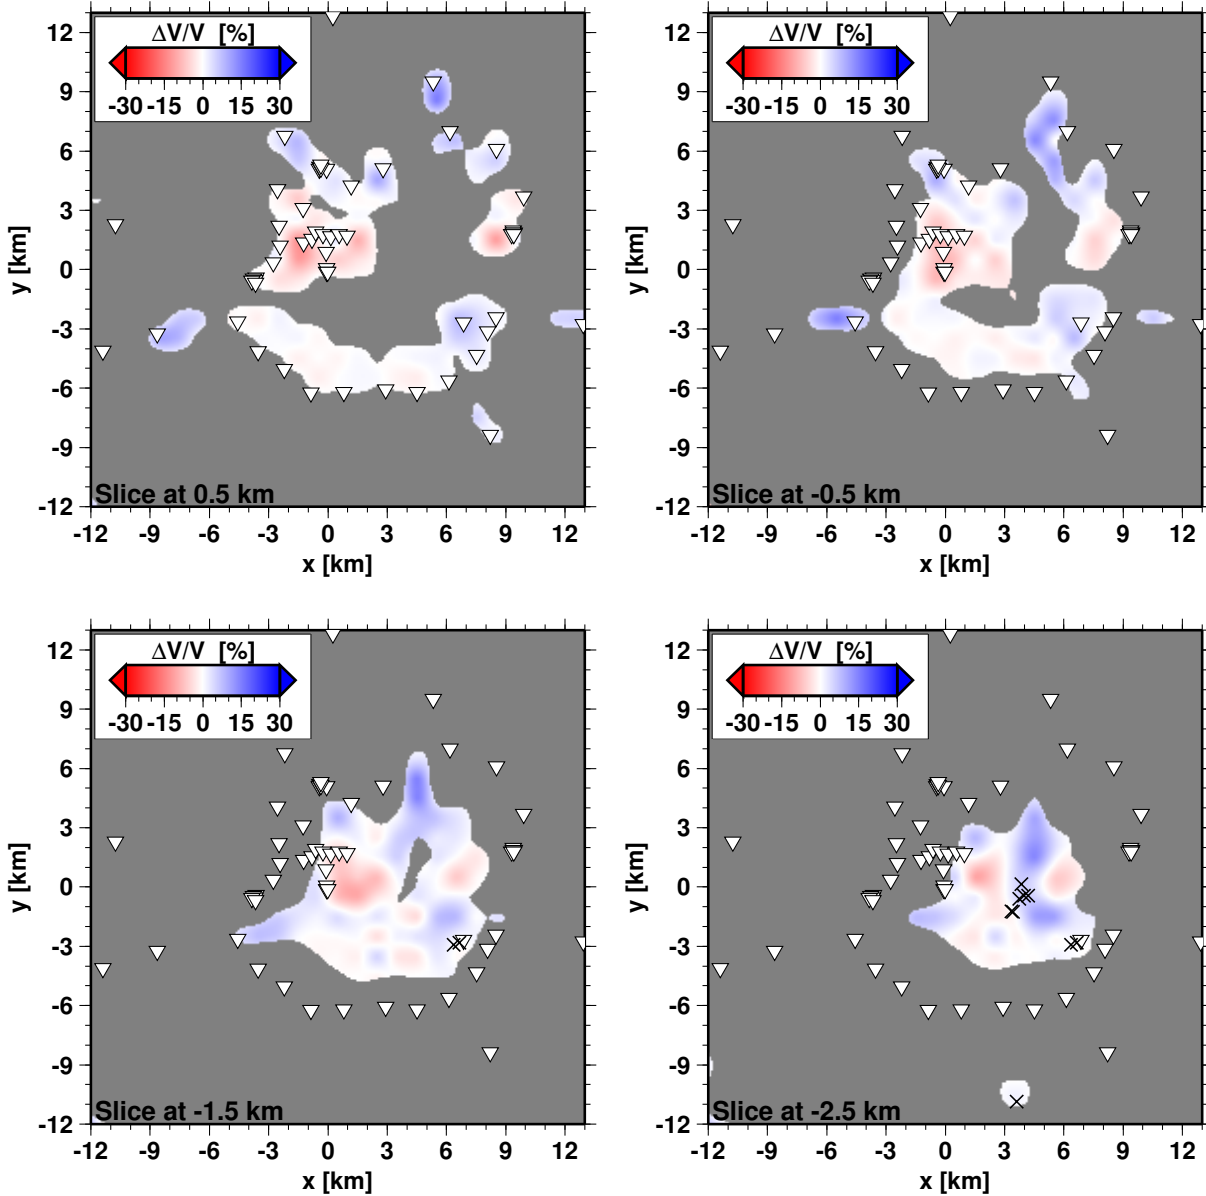 ΔV/V [%]
-30 -15 0 15 30
12
9
6
3
0
-3
-6
-9
-12
y [km]
Slice at 0.5 km
-12 -9 -6 -3 0 3 6 9 12
x [km]
ΔV/V [%]
-30 -15 0 15 30
12
9
6
3
0
-3
-6
-9
-12
y [km]
Slice at -0.5 km
-12 -9 -6 -3 0 3 6 9 12
x [km]
ΔV/V [%]
-30 -15 0 15 30
12
9
6
3
0
-3
-6
-9
-12
y [km]
Slice at -1.5 km
-12 -9 -6 -3 0 3 6 9 12
x [km]
ΔV/V [%]
-30 -15 0 15 30
12
9
6
3
0
-3
-6
-9
-12
y [km]
Slice at -2.5 km
-12 -9 -6 -3 0 3 6 9 12
x [km]